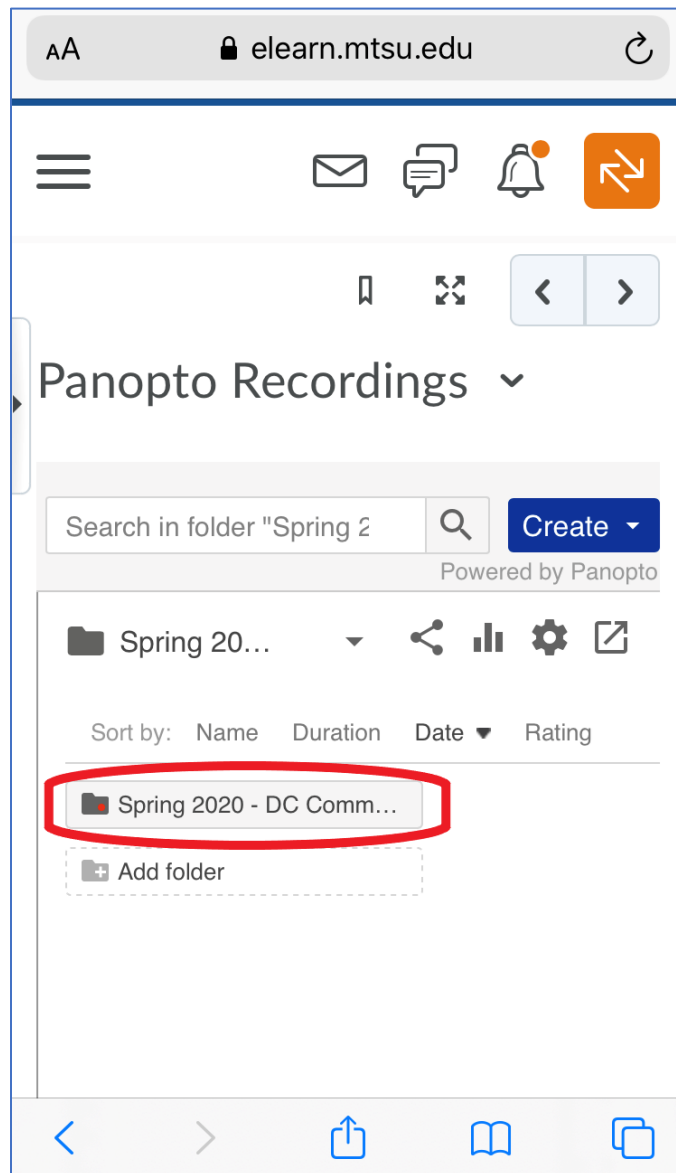 AA elearn.mtsu.edu
Panopto Recordings
Search in folder "Spring 2
Create
Powered by Panopto
Spring 20...
Sort by: Name Duration Date Rating
Spring 2020 - DC Comm...
Add folder